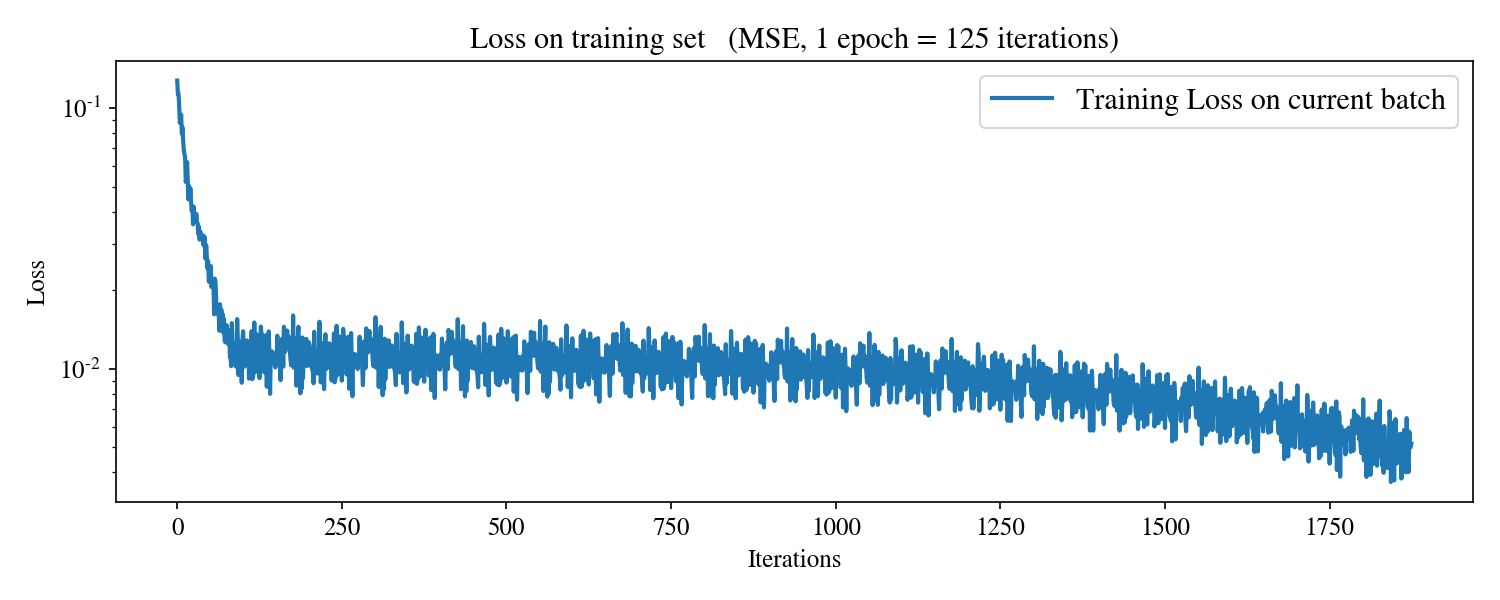 Loss on training set (MSE, 1 epoch = 125 iterations)
Training Loss on current batch
10⁻¹
10⁻²
Loss
0 250 500 750 1000 1250 1500 1750
Iterations